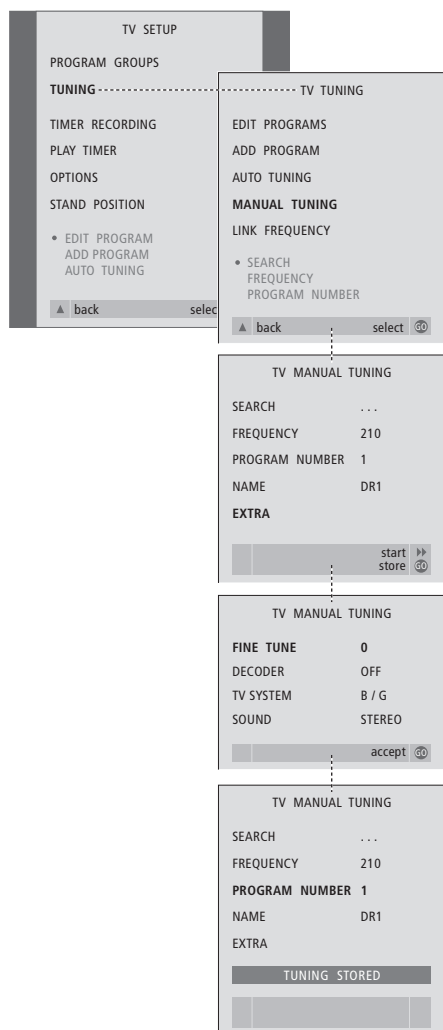 TV SETUP
PROGRAM GROUPS
TUNING
TIMER RECORDING
PLAY TIMER
OPTIONS
STAND POSITION
• EDIT PROGRAM
ADD PROGRAM
AUTO TUNING
▲ back selec
TV TUNING
EDIT PROGRAMS
ADD PROGRAM
AUTO TUNING
MANUAL TUNING
LINK FREQUENCY
• SEARCH
FREQUENCY
PROGRAM NUMBER
▲ back select GO
TV MANUAL TUNING
SEARCH ...
FREQUENCY 210
PROGRAM NUMBER 1
NAME DR1
EXTRA
start ▸▸
store GO
TV MANUAL TUNING
FINE TUNE 0
DECODER OFF
TV SYSTEM B / G
SOUND STEREO
accept GO
TV MANUAL TUNING
SEARCH ...
FREQUENCY 210
PROGRAM NUMBER 1
NAME DR1
EXTRA
TUNING STORED